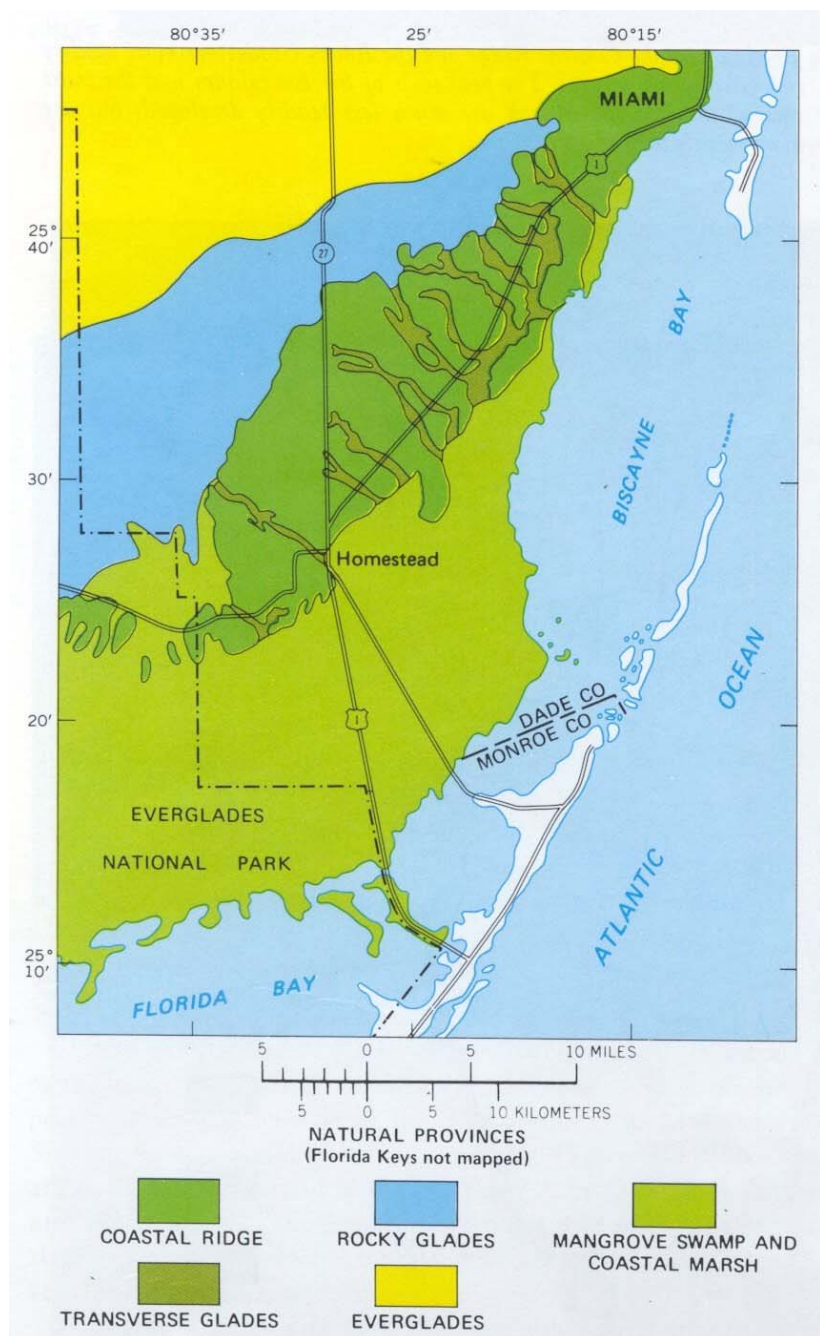 80°35' 25' 80°15'
MIAMI
1
25°
40'
27
BISCAYNE BAY
30'
Homestead
OCEAN
20'
1
DADE CO
MONROE CO
EVERGLADES
NATIONAL PARK
ATLANTIC
25°
10'
FLORIDA BAY
5 0 5 10 MILES
5 0 5 10 KILOMETERS
NATURAL PROVINCES
(Florida Keys not mapped)
COASTAL RIDGE
ROCKY GLADES
MANGROVE SWAMP AND
COASTAL MARSH
TRANSVERSE GLADES
EVERGLADES